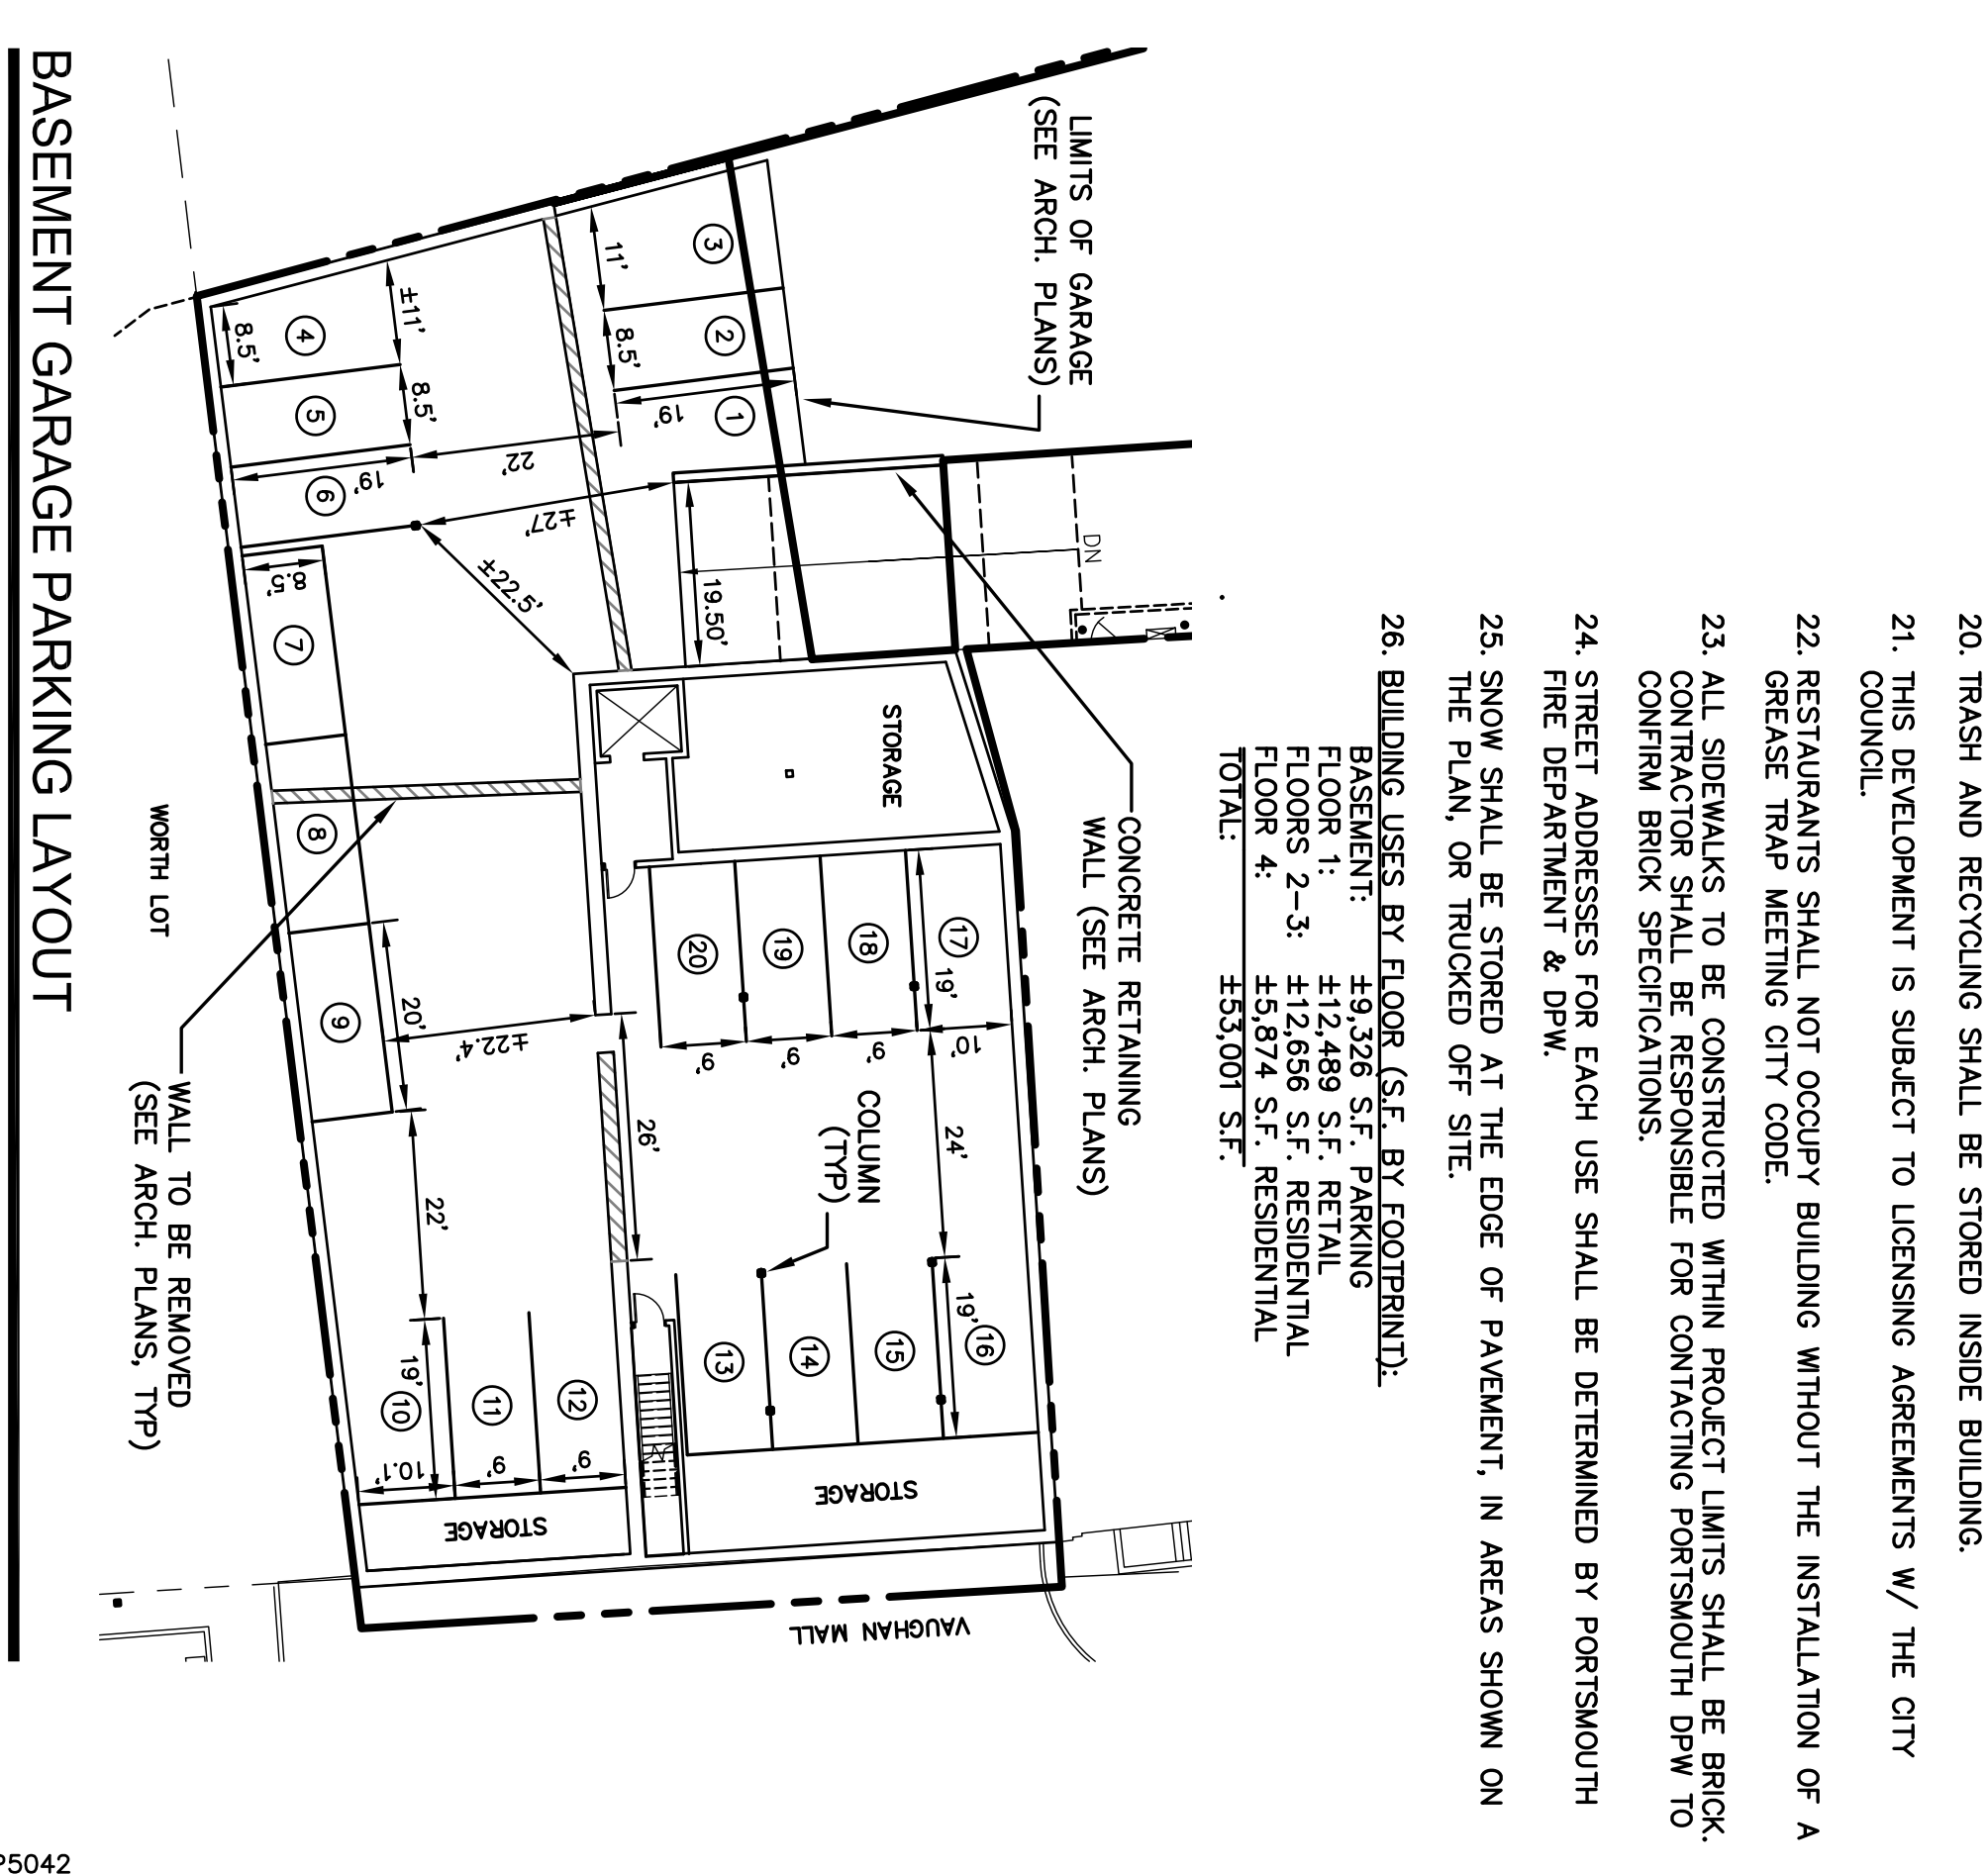 20. TRASH AND RECYCLING SHALL BE STORED INSIDE BUILDING.
21. THIS DEVELOPMENT IS SUBJECT TO LICENSING AGREEMENTS W/ THE CITY
COUNCIL.
22. RESTAURANTS SHALL NOT OCCUPY BUILDING WITHOUT THE INSTALLATION OF A
GREASE TRAP MEETING CITY CODE.
23. ALL SIDEWALKS TO BE CONSTRUCTED WITHIN PROJECT LIMITS SHALL BE BRICK.
CONTRACTOR SHALL BE RESPONSIBLE FOR CONTACTING PORTSMOUTH DPW TO
CONFIRM BRICK SPECIFICATIONS.
24. STREET ADDRESSES FOR EACH USE SHALL BE DETERMINED BY PORTSMOUTH
FIRE DEPARTMENT & DPW.
25. SNOW SHALL BE STORED AT THE EDGE OF PAVEMENT, IN AREAS SHOWN ON
THE PLAN, OR TRUCKED OFF SITE.
26. BUILDING USES BY FLOOR (S.F. BY FOOTPRINT):
BASEMENT: ±9,326 S.F. PARKING
FLOOR 1: ±12,489 S.F. RETAIL
FLOORS 2-3: ±12,656 S.F. RESIDENTIAL
FLOOR 4: ±5,874 S.F. RESIDENTIAL
TOTAL: ±53,001 S.F.
LIMITS OF GARAGE
(SEE ARCH. PLANS)
CONCRETE RETAINING
WALL (SEE ARCH. PLANS)
DN
3
2
1
11'
8.5'
19'
22'
±27'
19.50'
±22.5'
±11'
8.5'
8.5'
19'
4
5
6
8.5'
7
8
9
STORAGE
17
18
19
20
19'
10'
9'
9'
9'
24'
26'
20'
±22.4'
22'
COLUMN
(TYP)
19'
16
15
14
13
12
11
10
19'
10.1'
9'
9'
STORAGE
STORAGE
VAUGHAN MALL
WORTH LOT
WALL TO BE REMOVED
(SEE ARCH. PLANS, TYP)
BASEMENT GARAGE PARKING LAYOUT
P5042